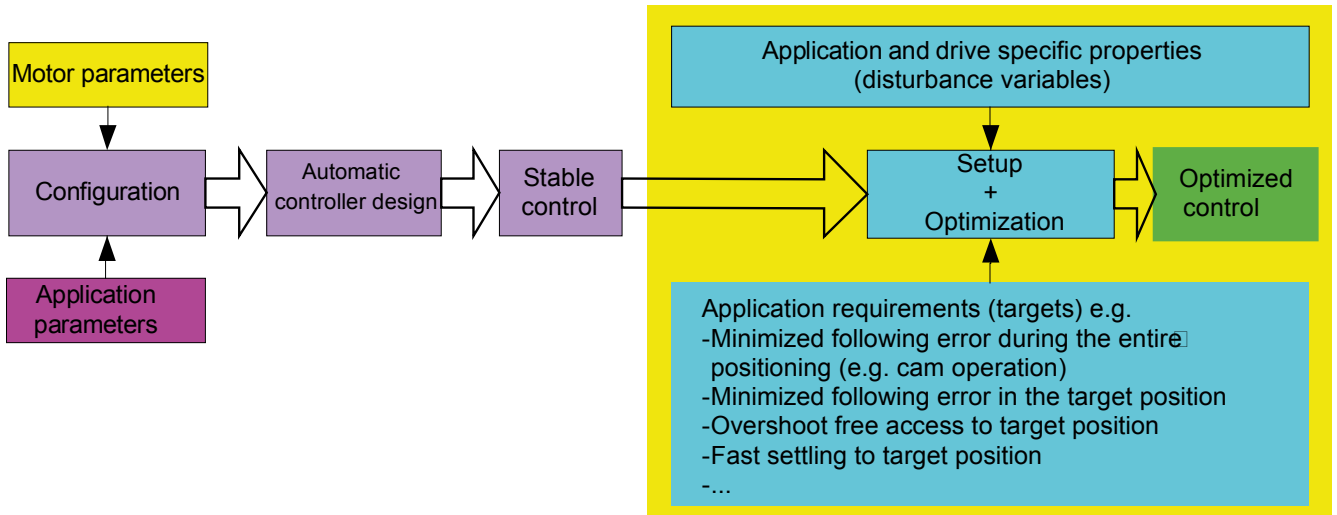 Motor parameters
Configuration
Application
parameters
Automatic
controller design
Stable
control
Application and drive specific properties
(disturbance variables)
Setup
+
Optimization
Optimized
control
Application requirements (targets) e.g.
-Minimized following error during the entire
positioning (e.g. cam operation)
-Minimized following error in the target position
-Overshoot free access to target position
-Fast settling to target position
-...